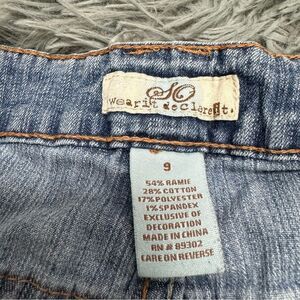 SO
wear it declare it.
9
54% RAMIE
28% COTTON
17% POLYESTER
1% SPANDEX
EXCLUSIVE OF
DECORATION
MADE IN CHINA
RN # 89302
CARE ON REVERSE